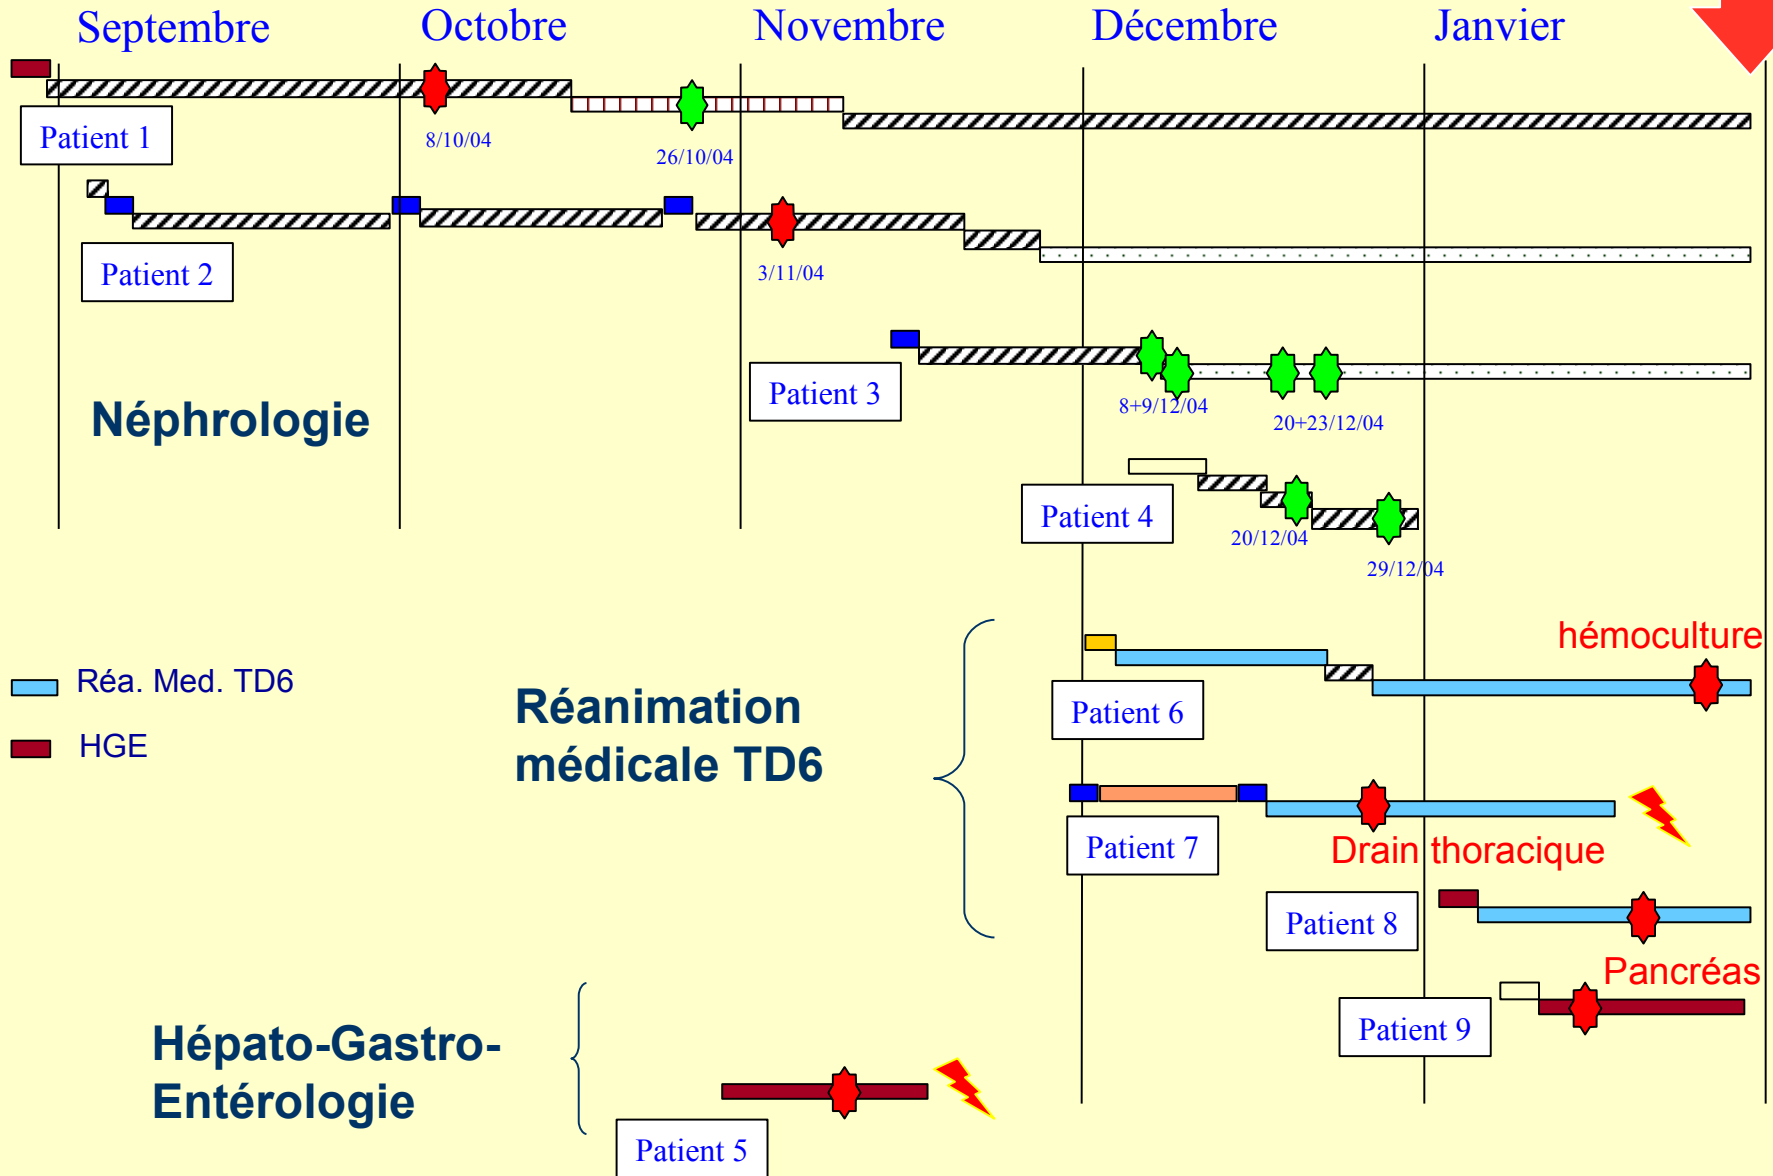 Septembre
Octobre
Novembre
Décembre
Janvier
Patient 1
8/10/04
26/10/04
Patient 2
3/11/04
Patient 3
8+9/12/04
20+23/12/04
Néphrologie
Patient 4
20/12/04
29/12/04
hémoculture
Réa. Med. TD6
HGE
Réanimation
médicale TD6
Patient 6
Patient 7
Drain thoracique
Patient 8
Pancréas
Patient 9
Hépato-Gastro-
Entérologie
Patient 5